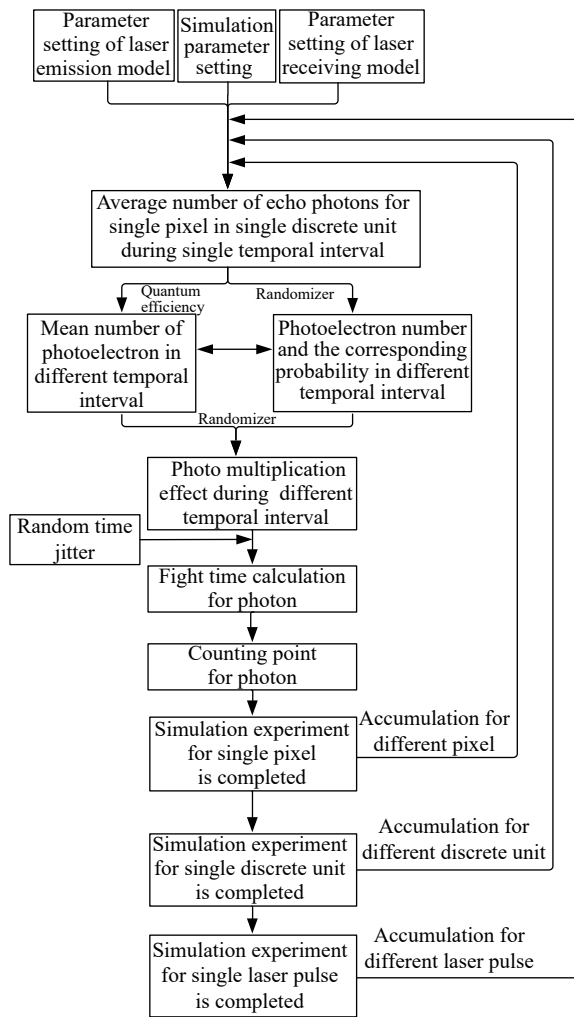 Parameter
setting of laser
emission model
Simulation
parameter
setting
Parameter
setting of laser
receiving model
Average number of echo photons for
single pixel in single discrete unit
during single temporal interval
Quantum
efficiency
Randomizer
Mean number of
photoelectron in
different temporal
interval
Photoelectron number
and the corresponding
probability in different
temporal interval
Randomizer
Photo multiplication
effect during different
temporal interval
Random time
jitter
Fight time calculation
for photon
Counting point
for photon
Simulation experiment
for single pixel
is completed
Accumulation for
different pixel
Simulation experiment
for single discrete unit
is completed
Accumulation for
different discrete unit
Simulation experiment
for single laser pulse
is completed
Accumulation for
different laser pulse